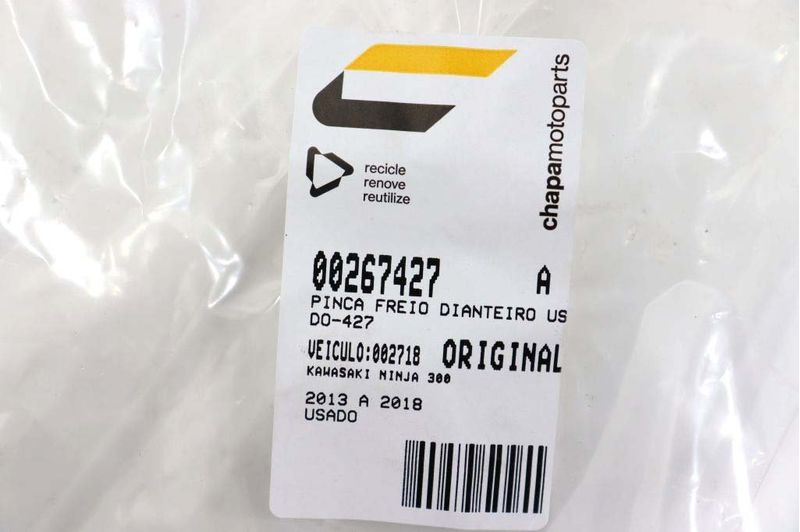 chapamotoparts
recicle
renove
reutilize
00267427 A
PINCA FREIO DIANTEIRO US
DO-427
VEICULO:002718 ORIGINAL
KAWASAKI NINJA 300
2013 A 2018
USADO